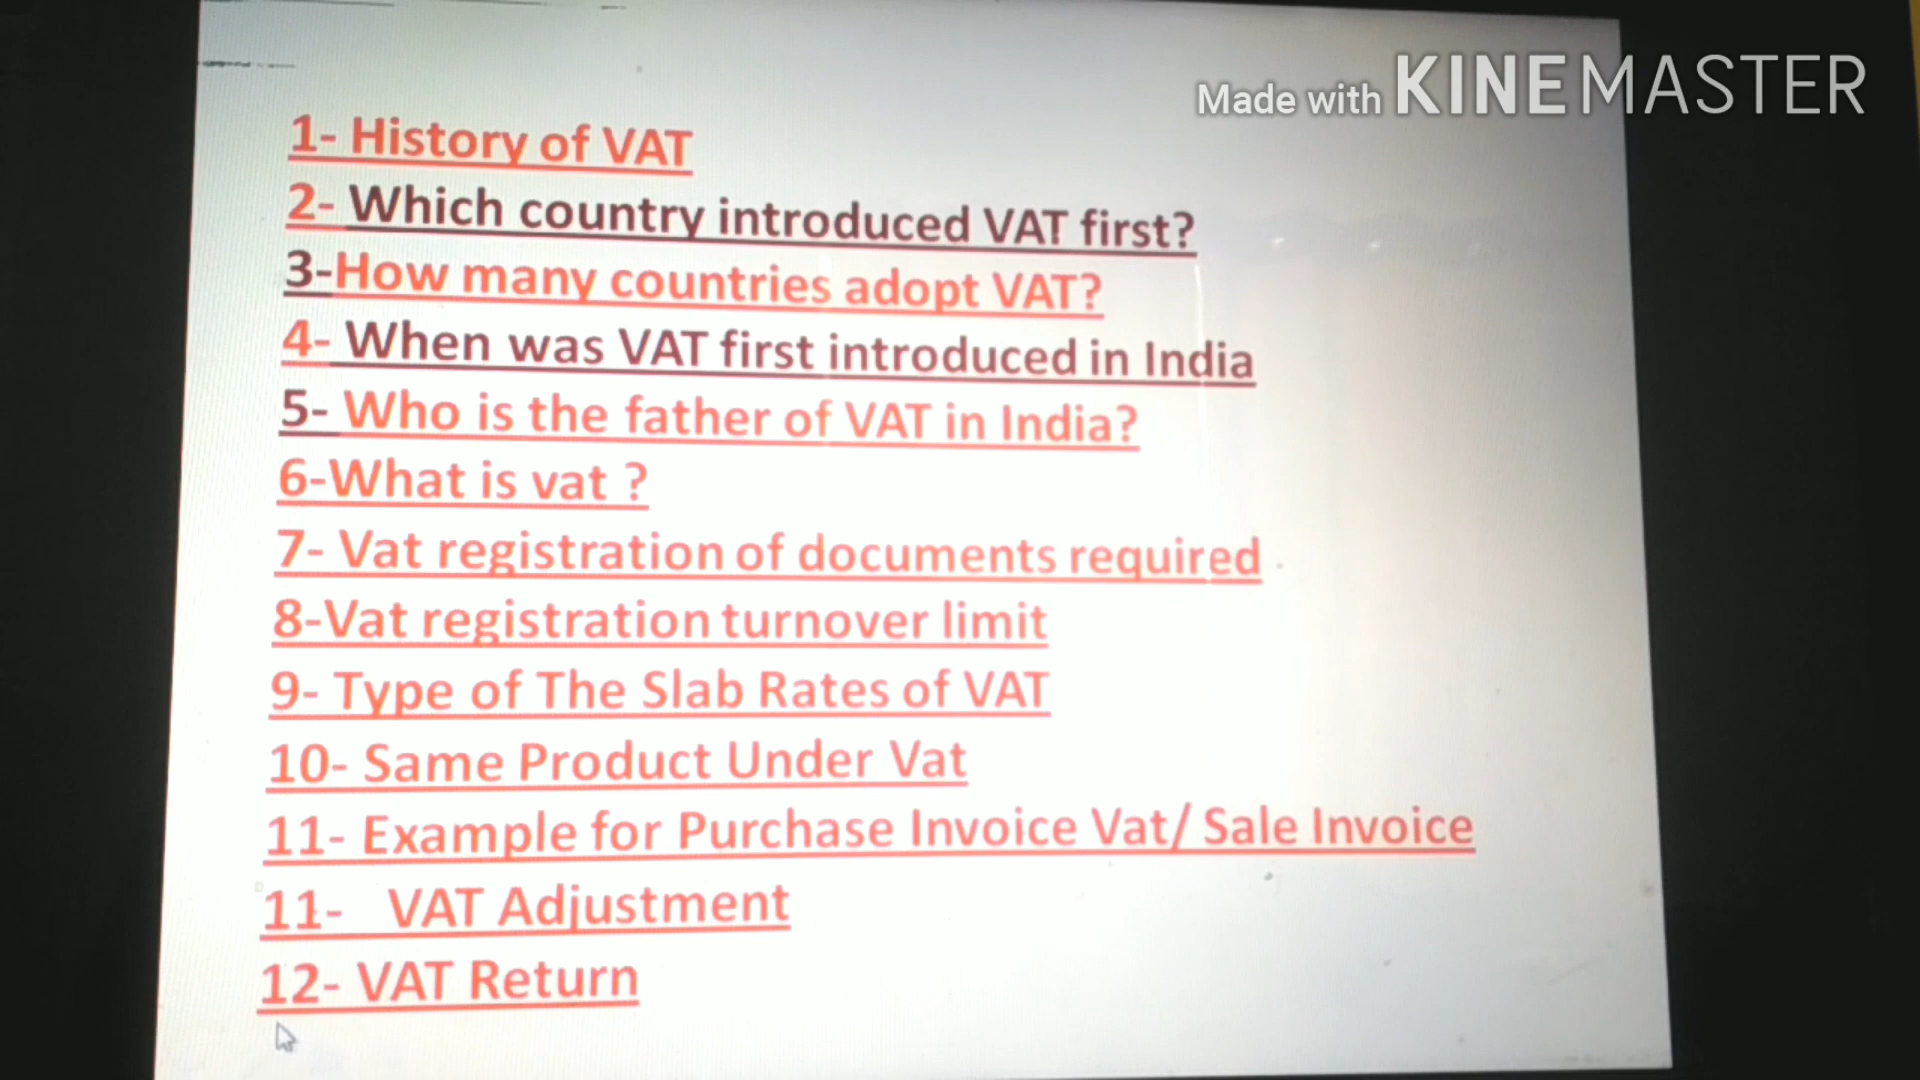 Made with KINEMASTER
1- History of VAT
2- Which country introduced VAT first?
3-How many countries adopt VAT?
4- When was VAT first introduced in India
5- Who is the father of VAT in India?
6-What is vat ?
7- Vat registration of documents required
8-Vat registration turnover limit
9- Type of The Slab Rates of VAT
10- Same Product Under Vat
11- Example for Purchase Invoice Vat/ Sale Invoice
11- VAT Adjustment
12- VAT Return